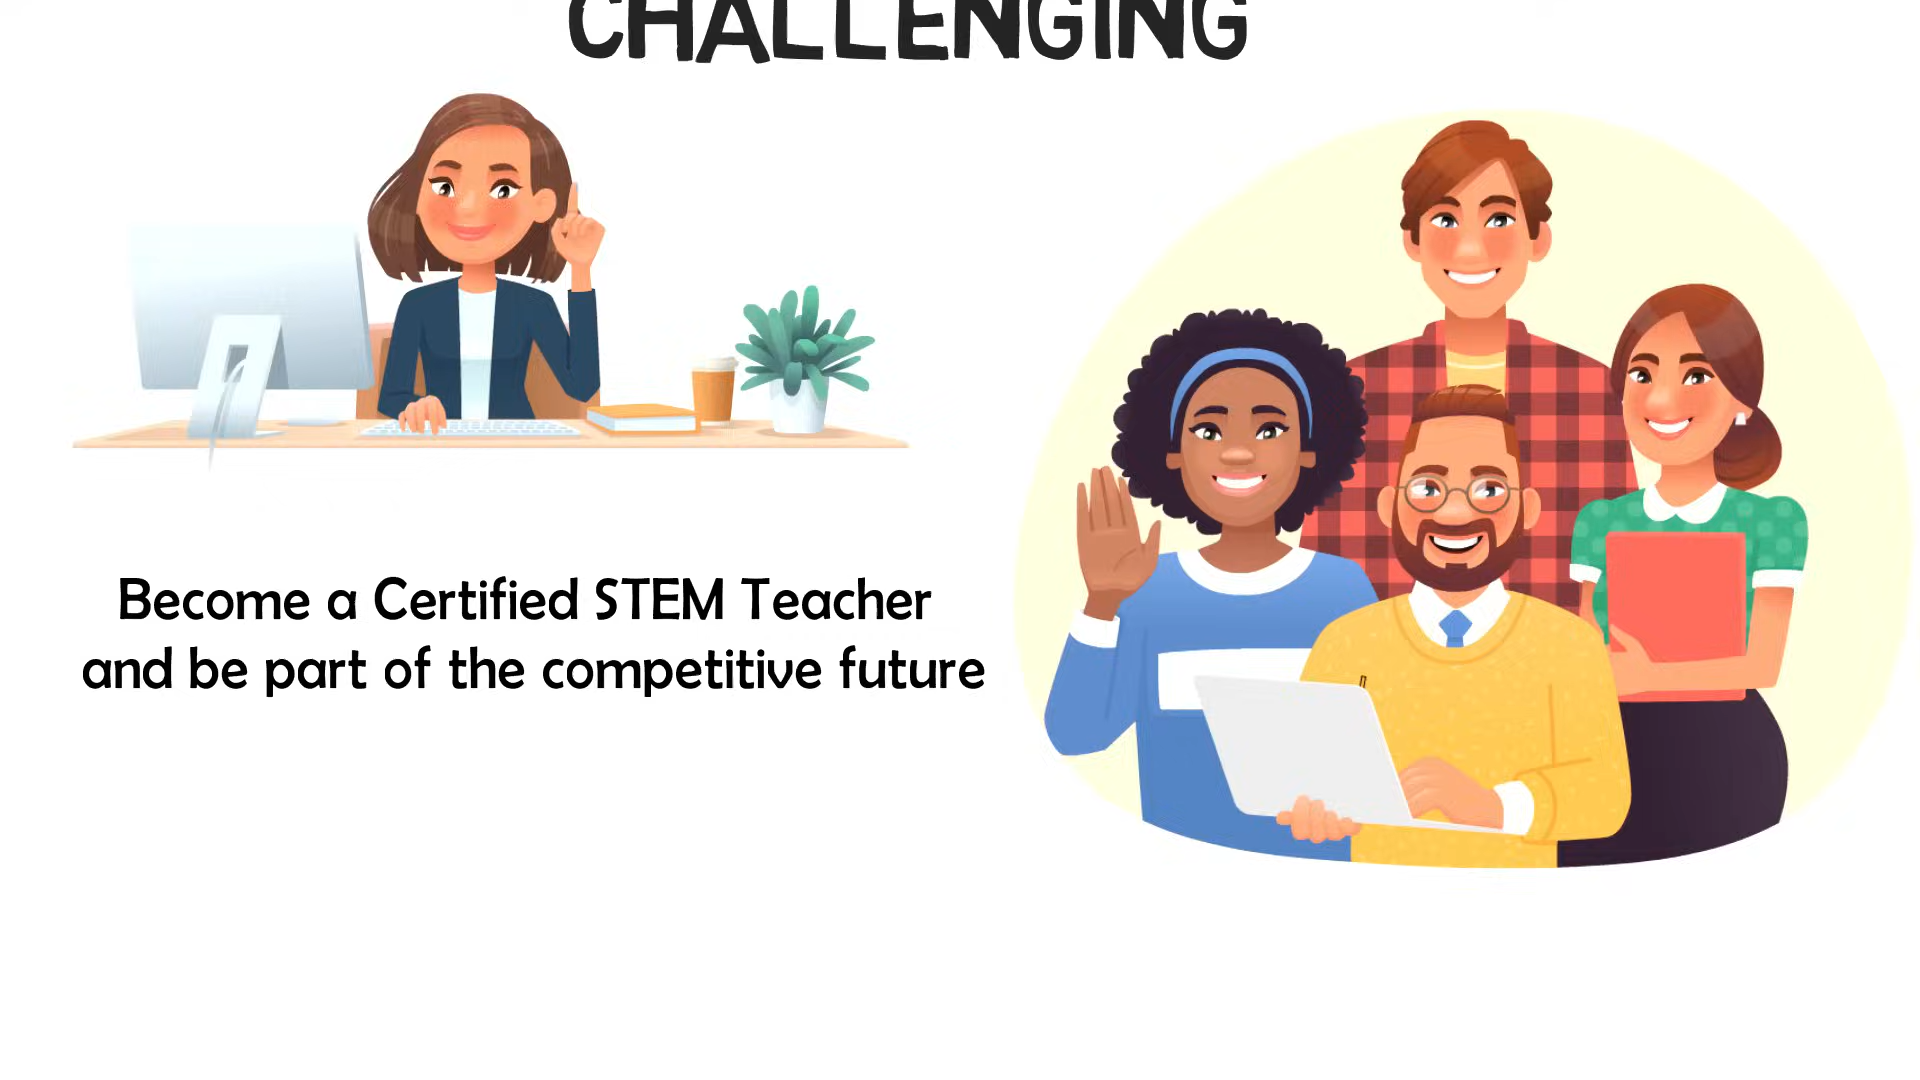 CHALLENGING
Become a Certified STEM Teacher
and be part of the competitive future